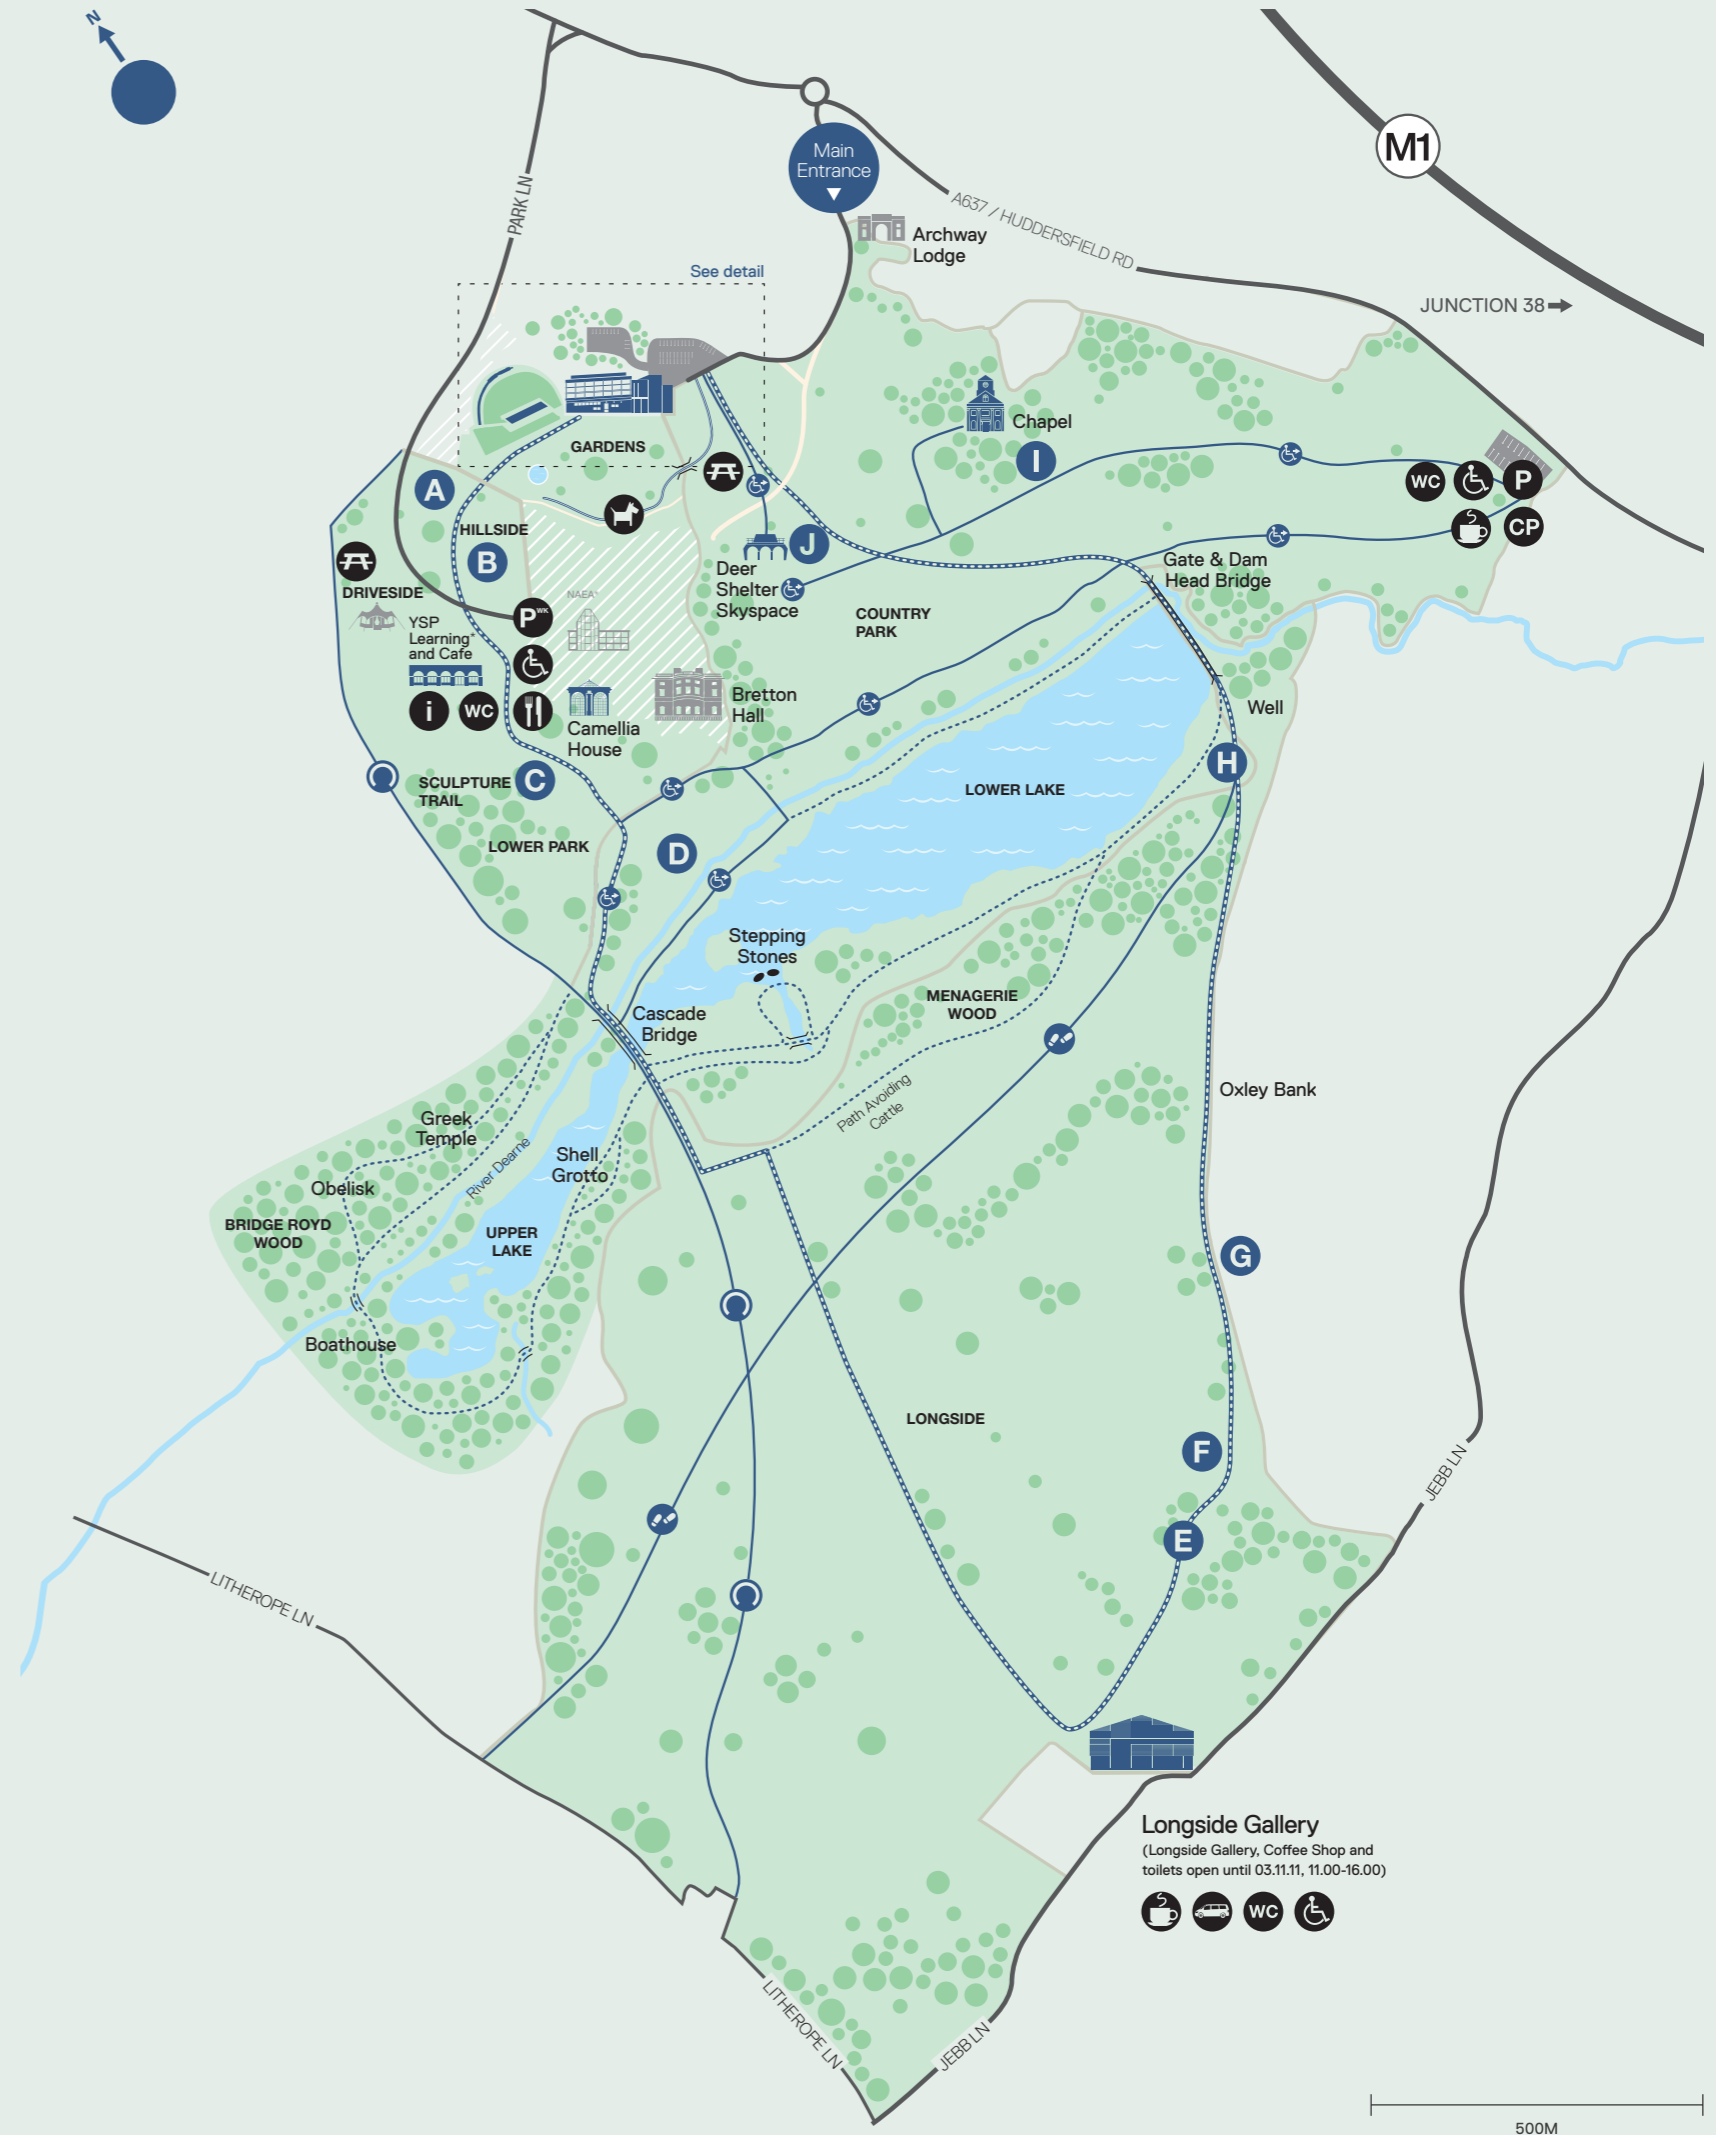 N
Main
Entrance
M1
PARK LN
A637 / HUDDERSFIELD RD
Archway
Lodge
See detail
JUNCTION 38
Chapel
I
GARDENS
A
WC
P
CP
HILLSIDE
B
J
Gate & Dam
Head Bridge
DRIVESIDE
Deer
Shelter
Skyspace
NAEA*
COUNTRY
PARK
PWK
YSP
Learning*
and Cafe
i
WC
Bretton
Hall
Camellia
House
Well
H
SCULPTURE
TRAIL
C
LOWER LAKE
LOWER PARK
D
Stepping
Stones
MENAGERIE
WOOD
Cascade
Bridge
Oxley Bank
Path Avoiding
Cattle
Greek
Temple
River Dearne
Shell
Grotto
Obelisk
BRIDGE ROYD
WOOD
UPPER
LAKE
G
Boathouse
LONGSIDE
F
JEBB LN
E
LITHEROPE LN
Longside Gallery
(Longside Gallery, Coffee Shop and
toilets open until 03.11.11, 11.00-16.00)
WC
LITHEROPE LN
JEBB LN
500M